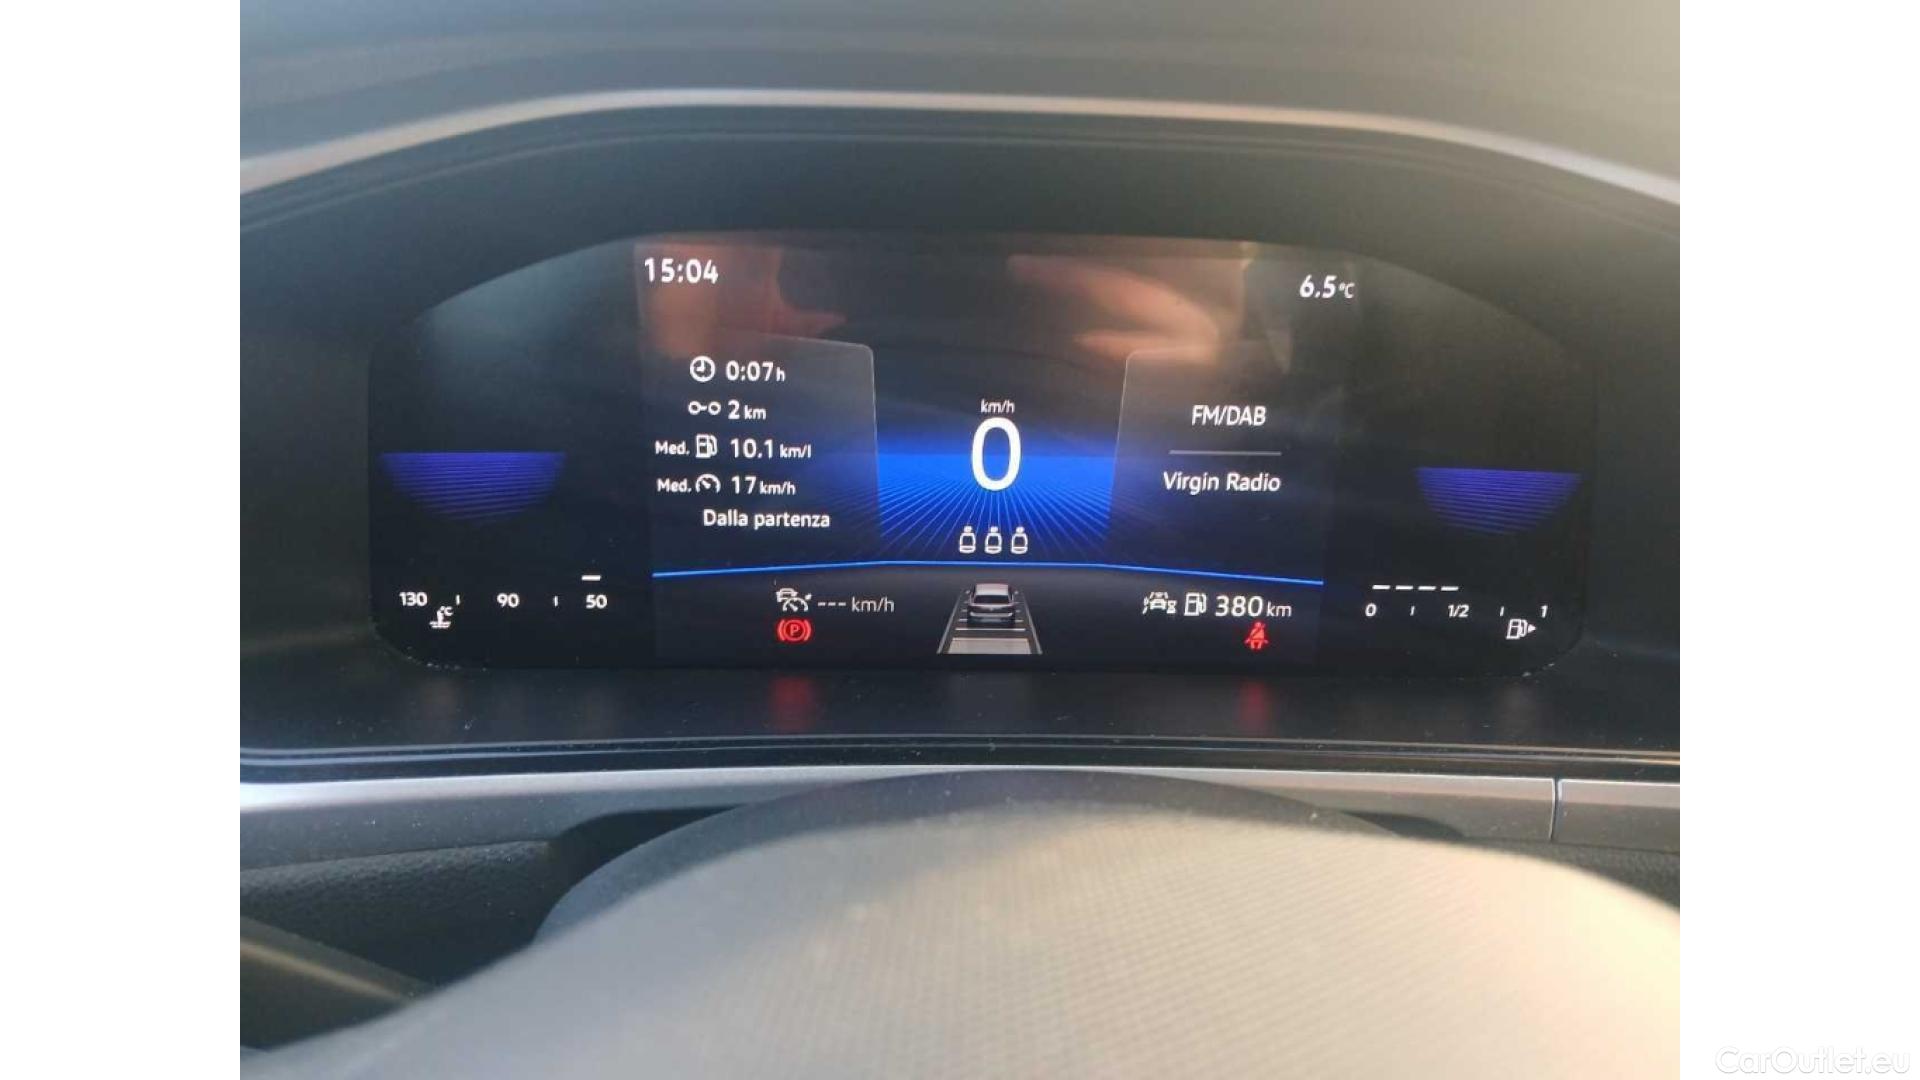 15:04
6.5°C
0:07 h
2 km
Med. 10.1 km/l
Med. 17 km/h
Dalla partenza
km/h
0
FM/DAB
Virgin Radio
130 90 50
°C
--- km/h
380 km
0 1/2 1
P
CarOutlet.eu